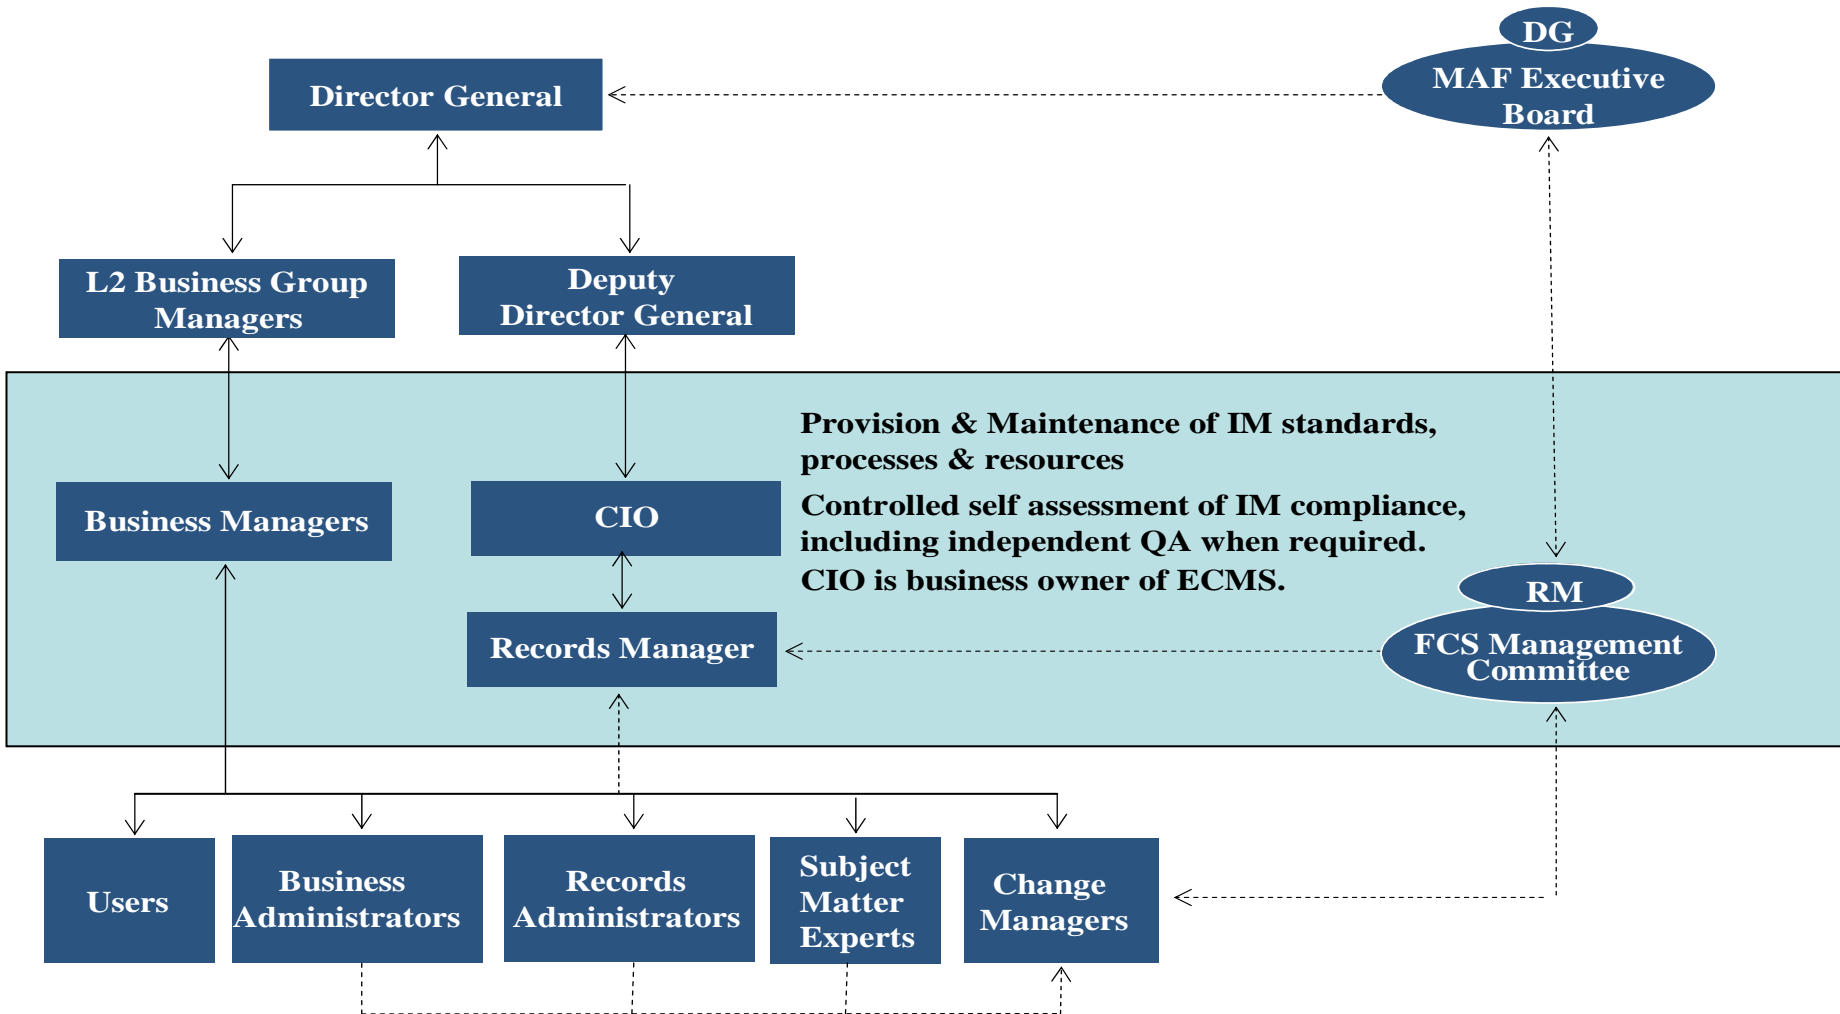 DG
MAF Executive
Board
Director General
L2 Business Group
Managers
Deputy
Director General
Provision & Maintenance of IM standards,
processes & resources
Controlled self assessment of IM compliance,
including independent QA when required.
CIO is business owner of ECMS.
Business Managers
CIO
RM
FCS Management
Committee
Records Manager
Users
Business
Administrators
Records
Administrators
Subject
Matter
Experts
Change
Managers